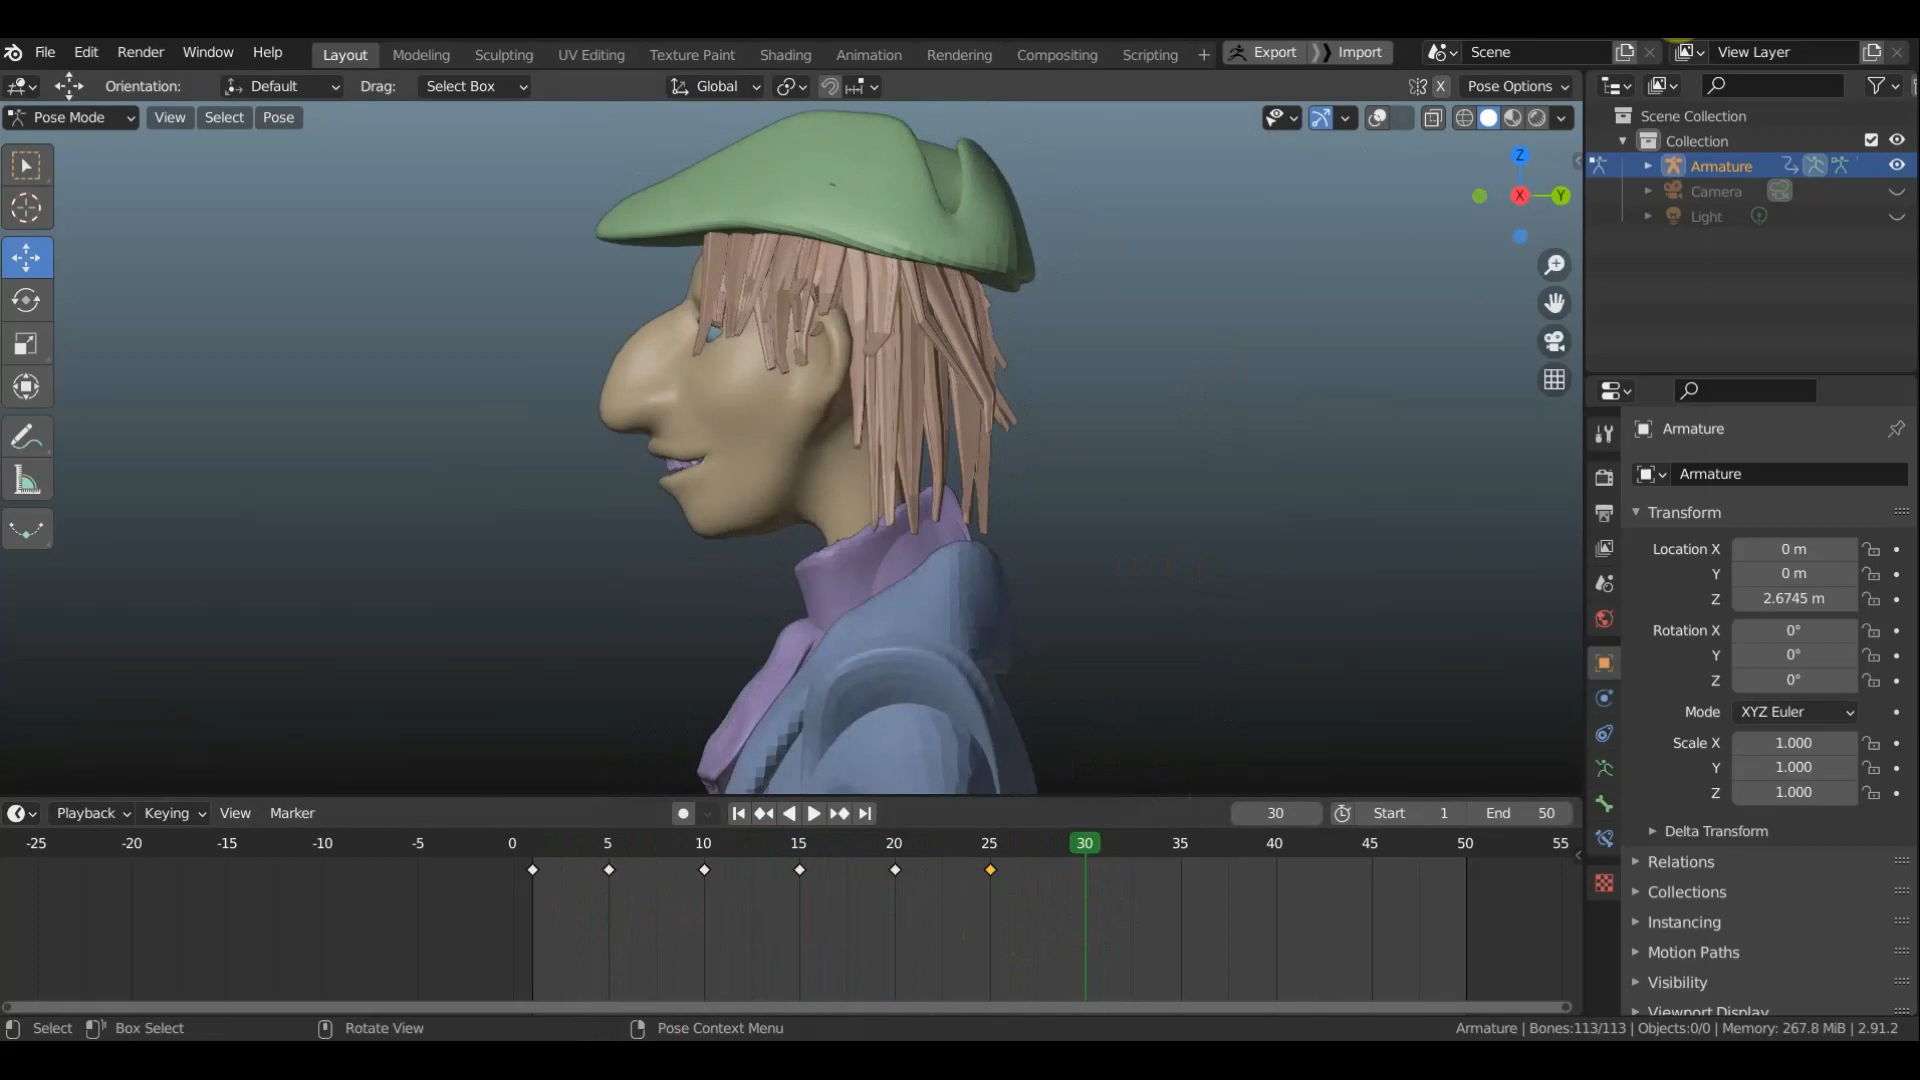 File Edit Render Window Help Layout Modeling Sculpting UV Editing Texture Paint Shading Animation Rendering Compositing Scripting + Export Import Scene View Layer
Orientation: Default Drag: Select Box Global X Pose Options
Pose Mode View Select Pose
Scene Collection
Collection
Armature
Camera
Light
Z
X
Y
Armature
Armature
Transform
Location X 0 m
Y 0 m
Z 2.6745 m
Rotation X 0°
Y 0°
Z 0°
Mode XYZ Euler
Scale X 1.000
Y 1.000
Z 1.000
Delta Transform
Relations
Collections
Instancing
Motion Paths
Visibility
Viewport Display
Playback Keying View Marker 30 Start 1 End 50
-25 -20 -15 -10 -5 0 5 10 15 20 25 30 35 40 45 50 55
Select Box Select Rotate View Pose Context Menu Armature | Bones:113/113 | Objects:0/0 | Memory: 267.8 MiB | 2.91.2